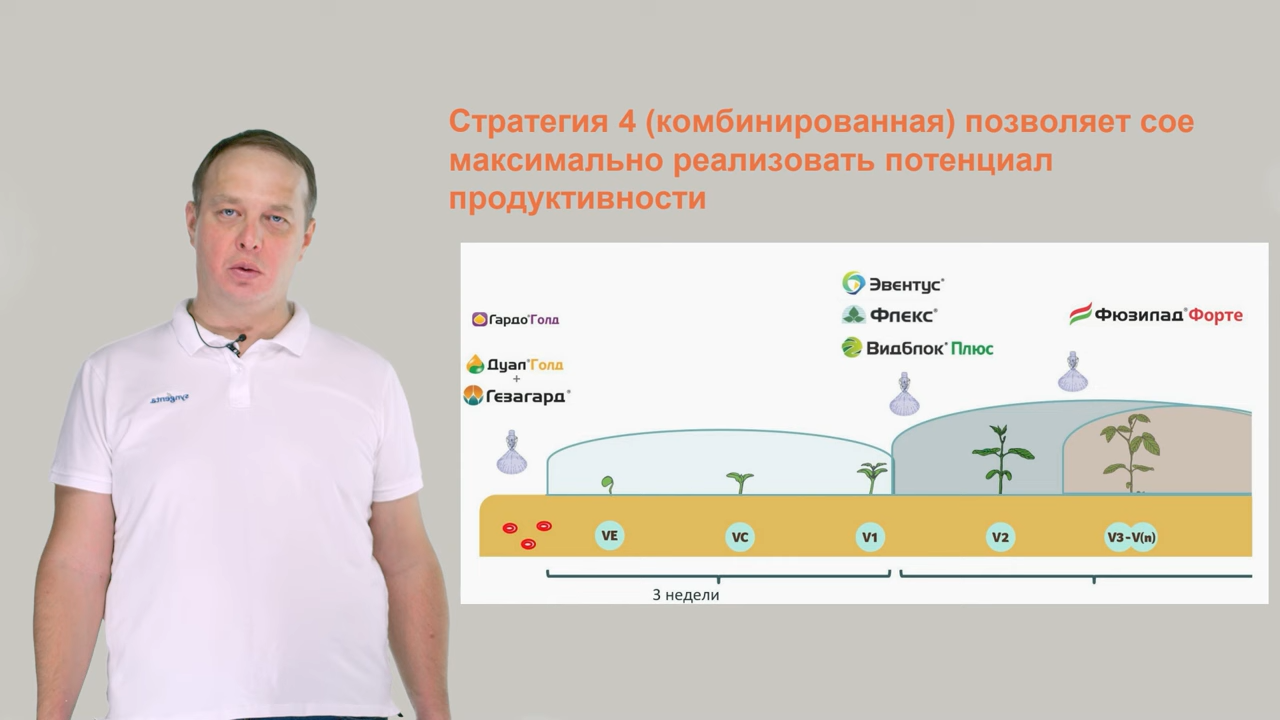 Стратегия 4 (комбинированная) позволяет сое
максимально реализовать потенциал
продуктивности
Гардо®Голд
Дуал®Голд
+
Гезагард®
Эвентус®
Флекс®
Видблок®Плюс
Фюзилад®Форте
syngenta
VE
VC
V1
V2
V3-V(n)
3 недели